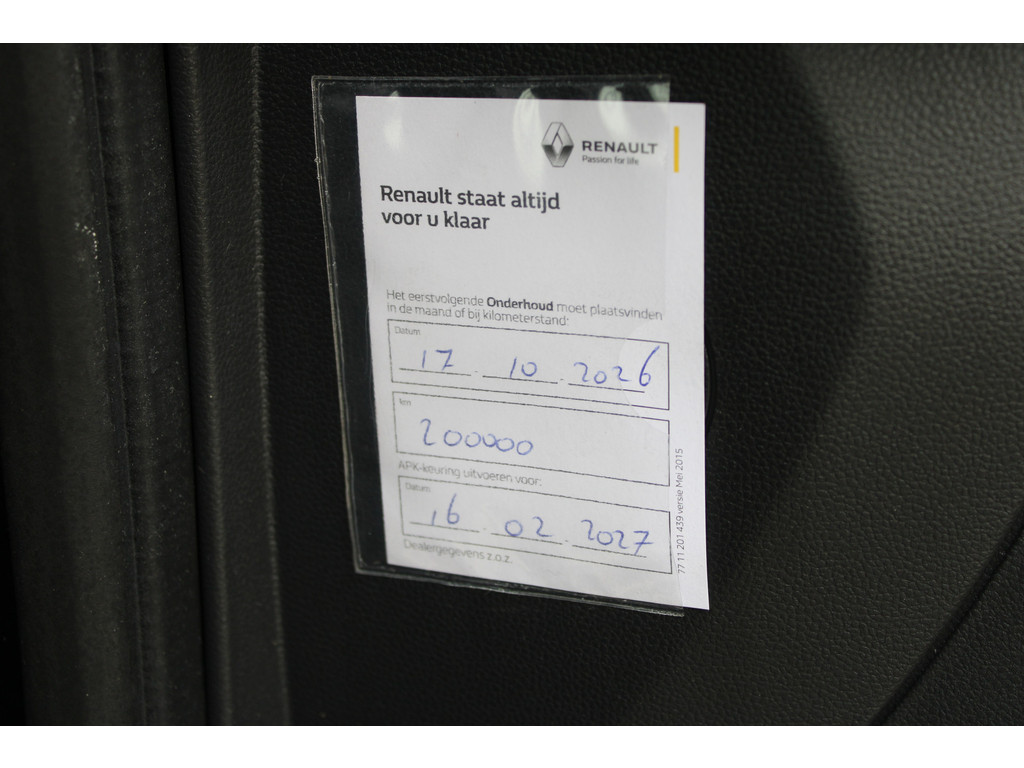 RENAULT
Passion for life
Renault staat altijd
voor u klaar
Het eerstvolgende Onderhoud moet plaatsvinden
in de maand of bij kilometerstand:
Datum
17 . 10 . 2026
km
200000
APK-keuring uitvoeren voor:
Datum
16 . 02 . 2027
Dealergegevens z.o.z.
77 11 201 439 versie Mei 2015